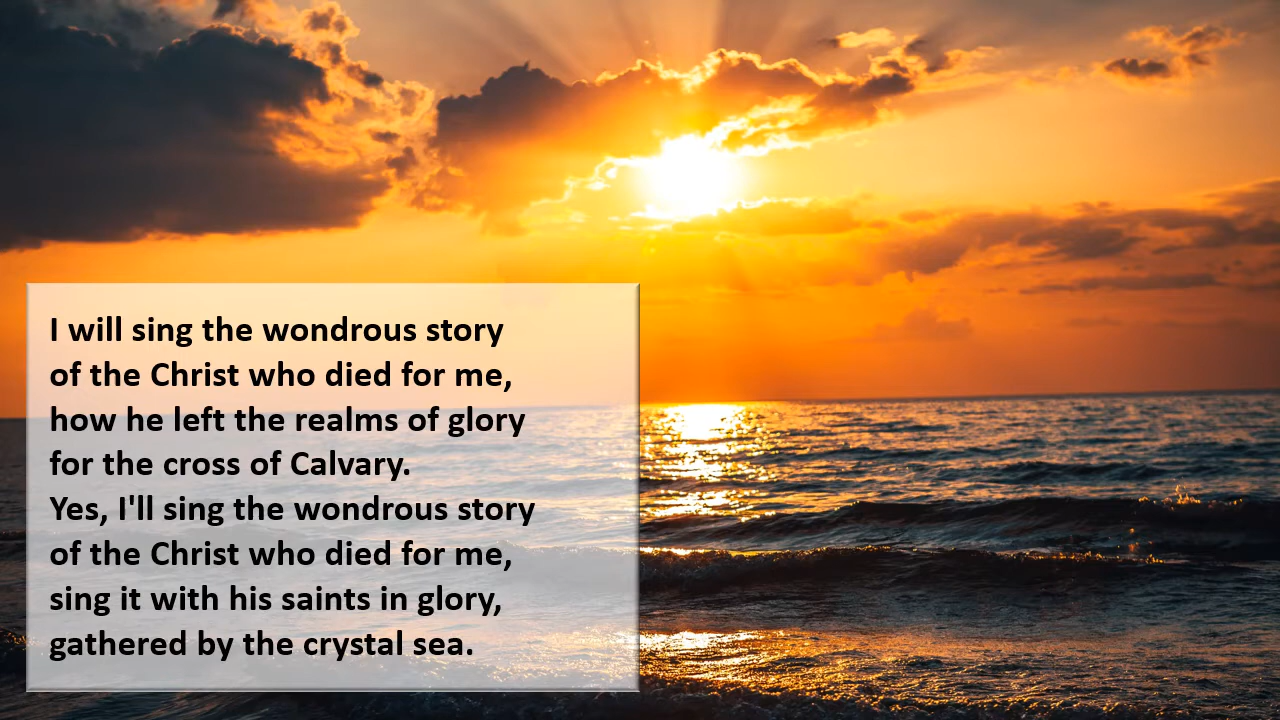 I will sing the wondrous story
of the Christ who died for me,
how he left the realms of glory
for the cross of Calvary.
Yes, I'll sing the wondrous story
of the Christ who died for me,
sing it with his saints in glory,
gathered by the crystal sea.